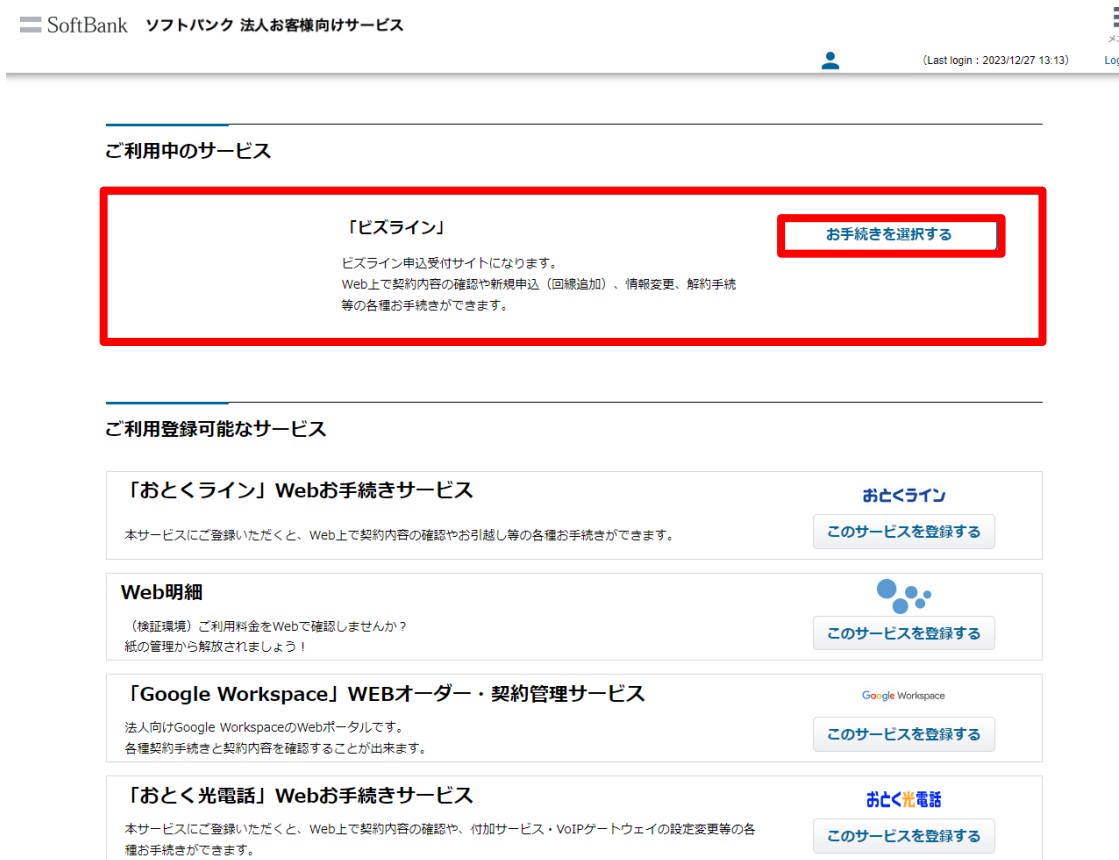 SoftBank ソフトバンク 法人お客様向けサービス
(Last login : 2023/12/27 13:13)
ご利用中のサービス
「ビズライン」
お手続きを選択する
ビズライン申込受付サイトになります。
Web上で契約内容の確認や新規申込（回線追加）、情報変更、解約手続
等の各種お手続きができます。
ご利用登録可能なサービス
「おとくライン」Webお手続きサービス
おとくライン
本サービスにご登録いただくと、Web上で契約内容の確認やお引越し等の各種お手続きができます。
このサービスを登録する
Web明細
（検証環境）ご利用料金をWebで確認しませんか？
紙の管理から解放されましょう！
このサービスを登録する
「Google Workspace」WEBオーダー・契約管理サービス
Google Workspace
法人向けGoogle WorkspaceのWebポータルです。
各種契約手続きと契約内容を確認することが出来ます。
このサービスを登録する
「おとく光電話」Webお手続きサービス
おとく光電話
本サービスにご登録いただくと、Web上で契約内容の確認や、付加サービス・VoIPゲートウェイの設定変更等の各
種お手続きができます。
このサービスを登録する